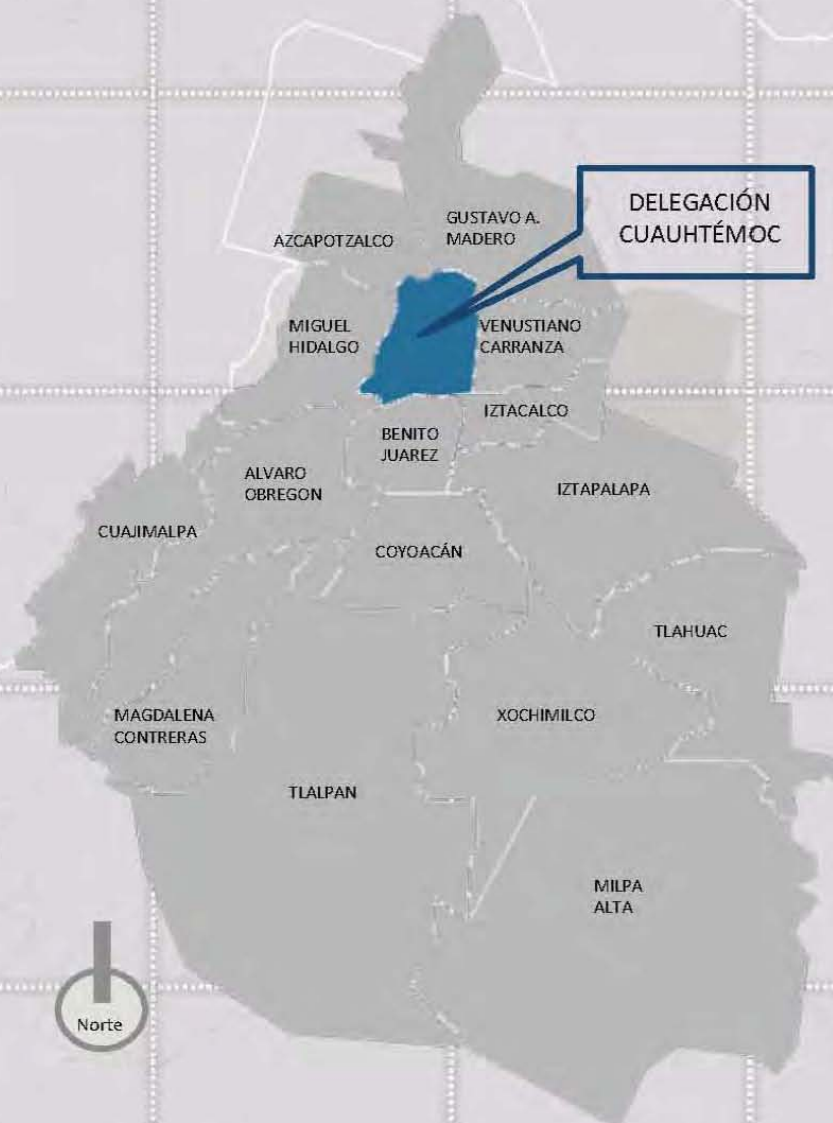 DELEGACIÓN
CUAUHTÉMOC
GUSTAVO A.
MADERO
AZCAPOTZALCO
MIGUEL
HIDALGO
VENUSTIANO
CARRANZA
IZTACALCO
BENITO
JUAREZ
ALVARO
OBREGON
IZTAPALAPA
CUAJIMALPA
COYOACÁN
TLAHUAC
MAGDALENA
CONTRERAS
XOCHIMILCO
TLALPAN
MILPA
ALTA
Norte